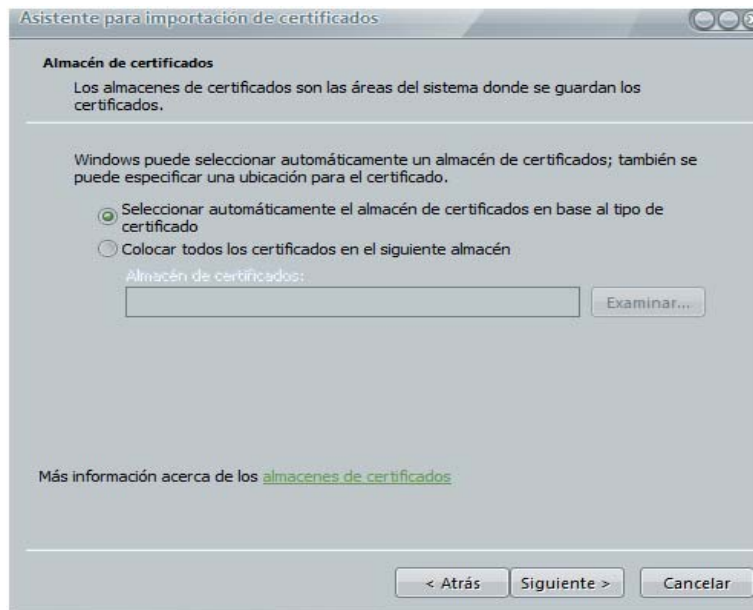 Asistente para importación de certificados
Almacén de certificados
Los almacenes de certificados son las áreas del sistema donde se guardan los
certificados.
Windows puede seleccionar automáticamente un almacén de certificados; también se
puede especificar una ubicación para el certificado.
Seleccionar automáticamente el almacén de certificados en base al tipo de
certificado
Colocar todos los certificados en el siguiente almacén
Almacén de certificados:
Examinar...
Más información acerca de los almacenes de certificados
< Atrás
Siguiente >
Cancelar